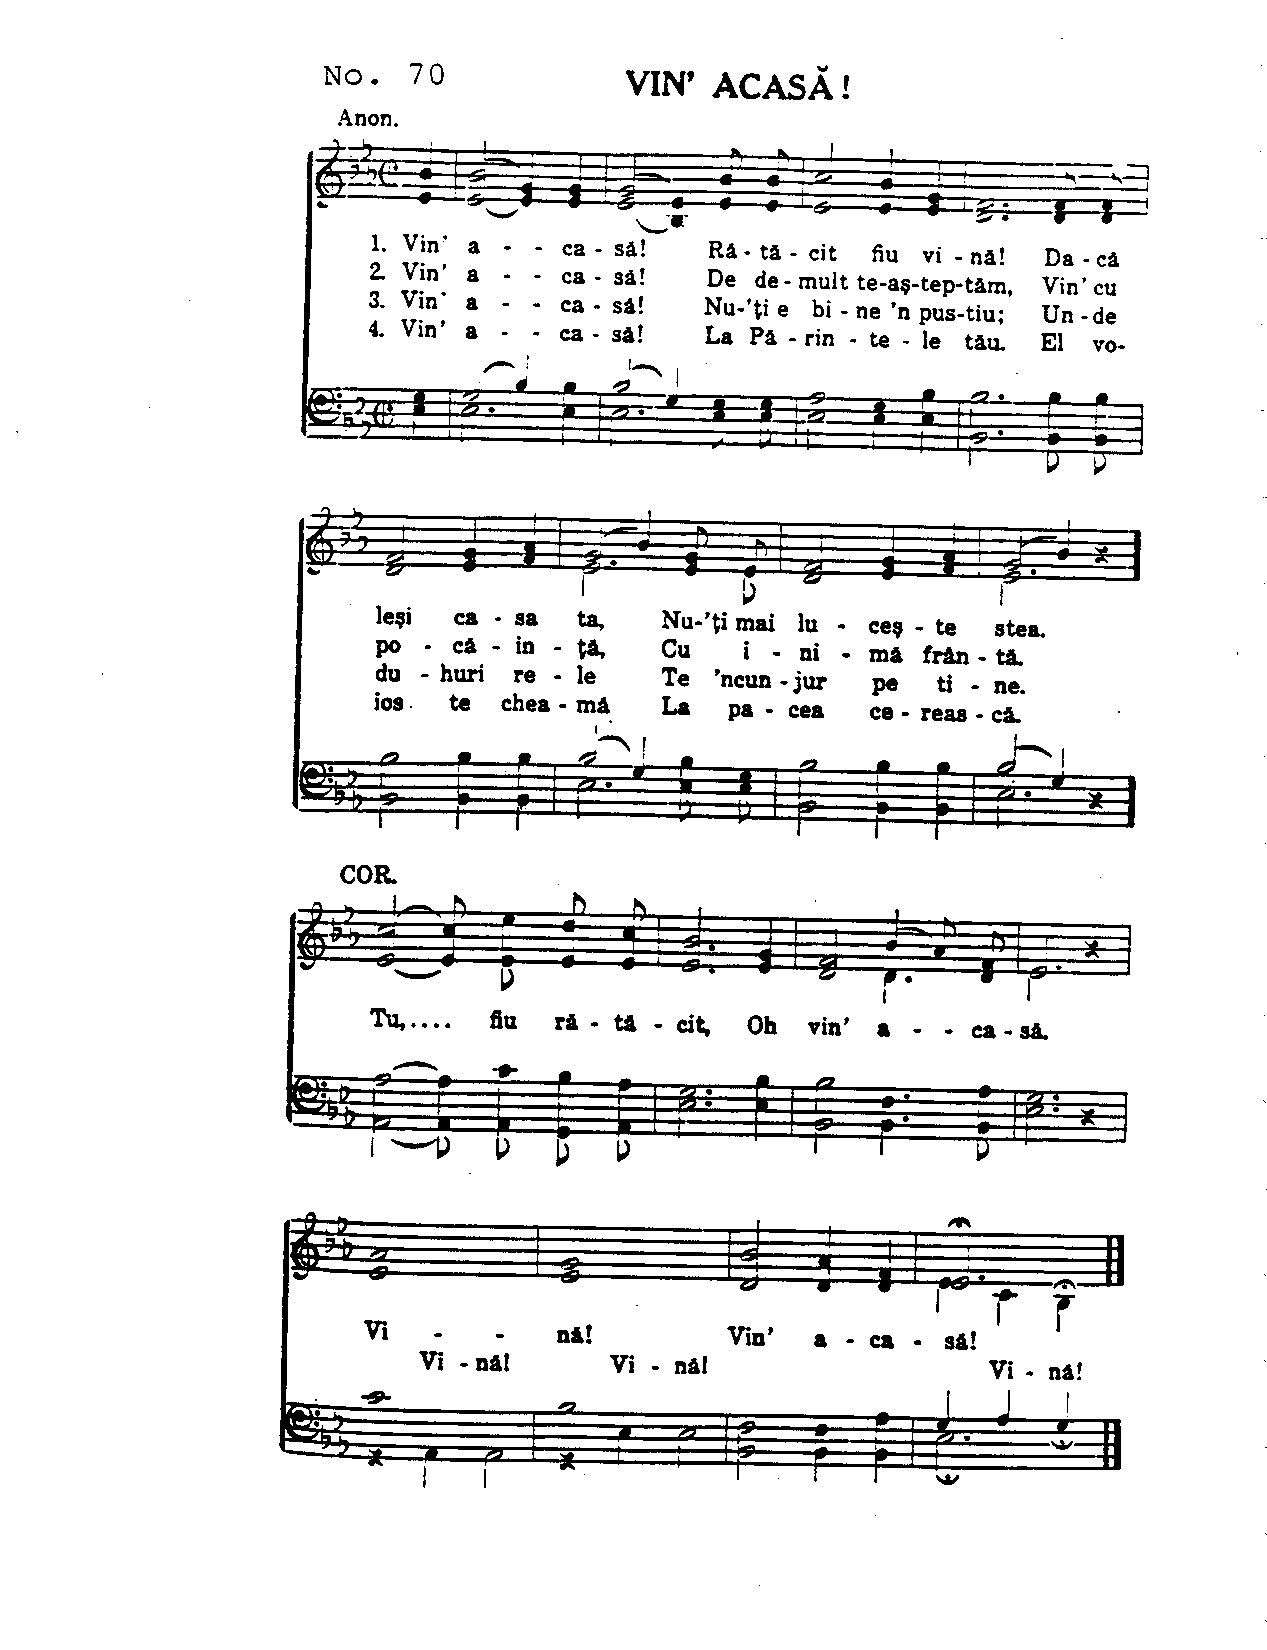 No. 70
VIN' ACASĂ!
Anon.
1. Vin' a - - ca - să! Ră - tă - cit fiu vi - nă! Da - că
2. Vin' a - - ca - să! De de - mult te-aş-tep-tăm, Vin' cu
3. Vin' a - - ca - să! Nu-'ţi e bi - ne 'n pus-tiu; Un - de
4. Vin' a - - ca - să! La Pă - rin - te - le tău. El vo-
leşi ca - sa ta, Nu-'ţi mai lu - ceş - te stea.
po - că - in - ţă, Cu i - ni - mă frân - tă.
du - huri re - le Te 'ncun - jur pe ti - ne.
ios te chea - mă La pa - cea ce - reas - că.
COR.
Tu,.... fiu ră - tă - cit, Oh vin' a - - ca - să.
Vi - - nă! Vin' a - ca - să!
Vi - nă! Vi - nă! Vi - nă!